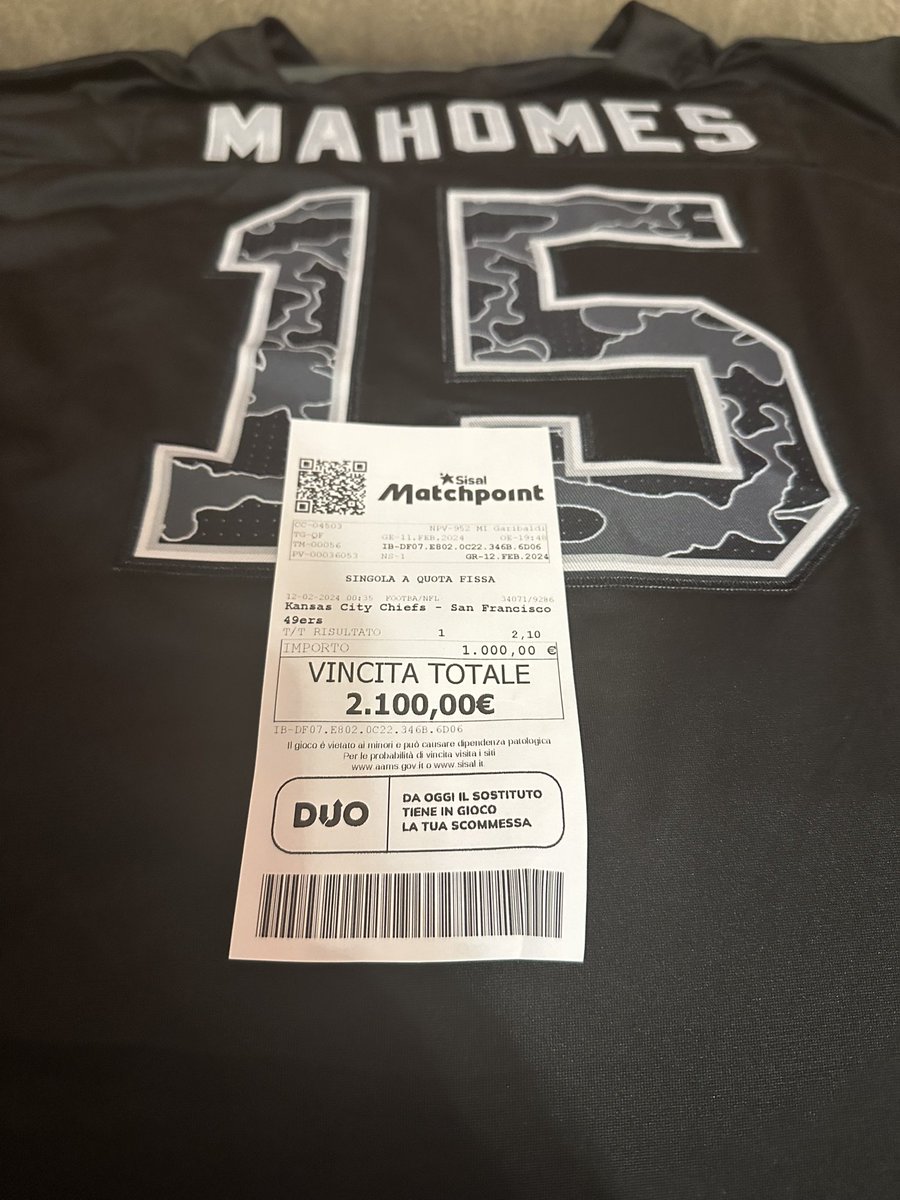 MAHOMES
15
Sisal
Matchpoint
CC-04503 NPV-952 MI Garibaldi
TG-QF GE-11.FEB.2024 OE-19:48
TM-00056 IB-DF07.E802.0C22.346B.6D06
PV-00036053 NS-1 GR-12.FEB.2024
SINGOLA A QUOTA FISSA
12-02-2024 00:35 FOOTBA/NFL 34071/9286
Kansas City Chiefs - San Francisco
49ers
T/T RISULTATO 1 2,10
IMPORTO 1.000,00 €
VINCITA TOTALE
2.100,00€
IB-DF07.E802.0C22.346B.6D06
Il gioco è vietato ai minori e può causare dipendenza patologica
Per le probabilità di vincita visita i siti
www.aams.gov.it o www.sisal.it
DUO
DA OGGI IL SOSTITUTO
TIENE IN GIOCO
LA TUA SCOMMESSA